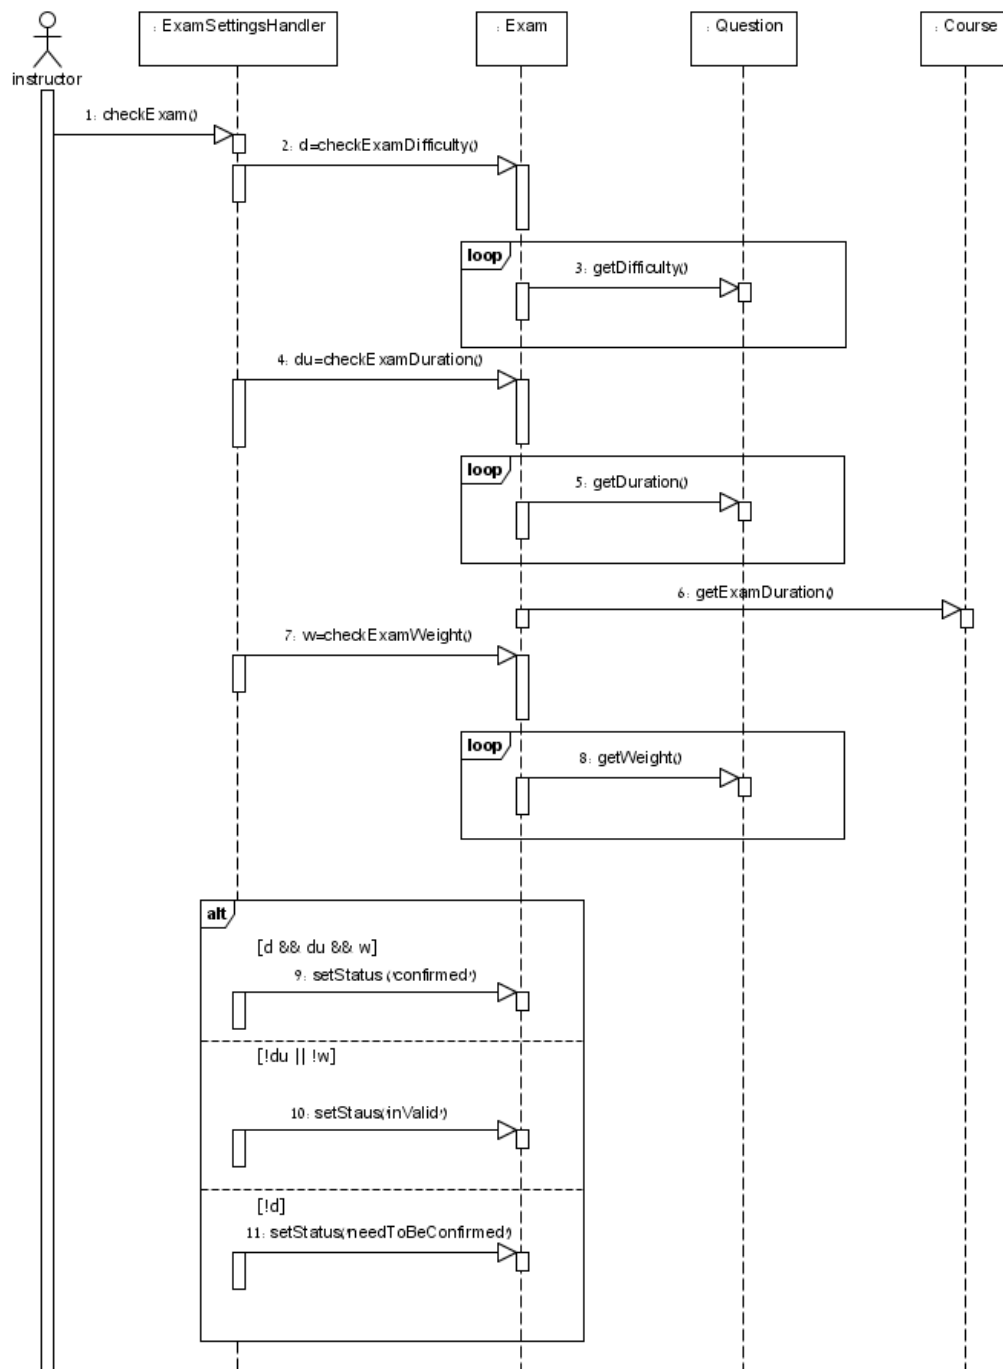 : ExamSettingsHandler
: Exam
: Question
: Course
instructor
1: checkExam()
2: d=checkExamDifficulty()
loop
3: getDifficulty()
4: du=checkExamDuration()
loop
5: getDuration()
6: getExamDuration()
7: w=checkExamWeight()
loop
8: getWeight()
alt
[d && du && w]
9: setStatus ('confirmed')
[!du || !w]
10: setStaus('inValid')
[!d]
11: setStatus('needToBeConfirmed')